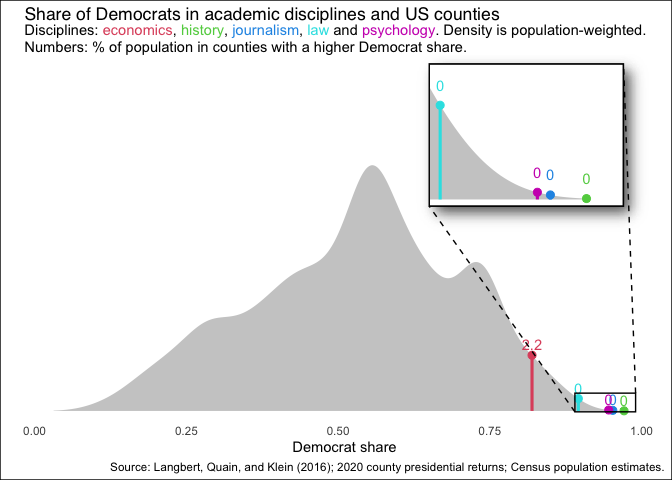 Share of Democrats in academic disciplines and US counties
Disciplines: economics, history, journalism, law and psychology. Density is population-weighted.
Numbers: % of population in counties with a higher Democrat share.
0
0 0 0
2.2
0
0 0 0
0.00 0.25 0.50 0.75 1.00
Democrat share
Source: Langbert, Quain, and Klein (2016); 2020 county presidential returns; Census population estimates.